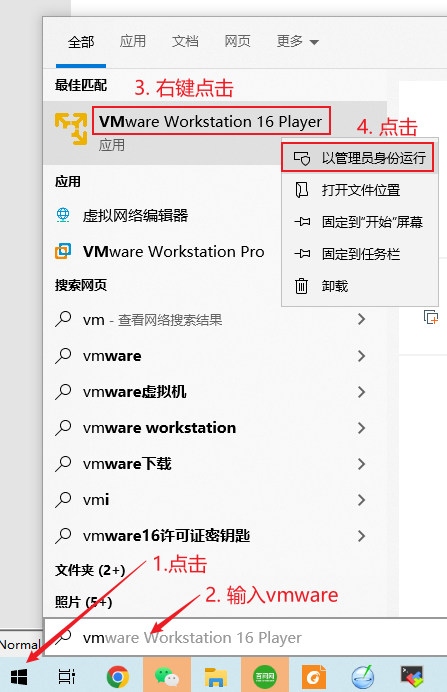 全部 应用 文档 网页 更多
最佳匹配
3. 右键点击
VMware Workstation 16 Player
应用
4. 点击
以管理员身份运行
打开文件位置
固定到"开始"屏幕
固定到任务栏
卸载
应用
虚拟网络编辑器
VMware Workstation Pro
搜索网页
vm - 查看网络搜索结果
vmware
vmware虚拟机
vmware workstation
vmware下载
vmi
vmware16许可证密钥匙
文件夹 (2+)
1.点击
照片 (5+)
2. 输入vmware
Normal
vmware Workstation 16 Player